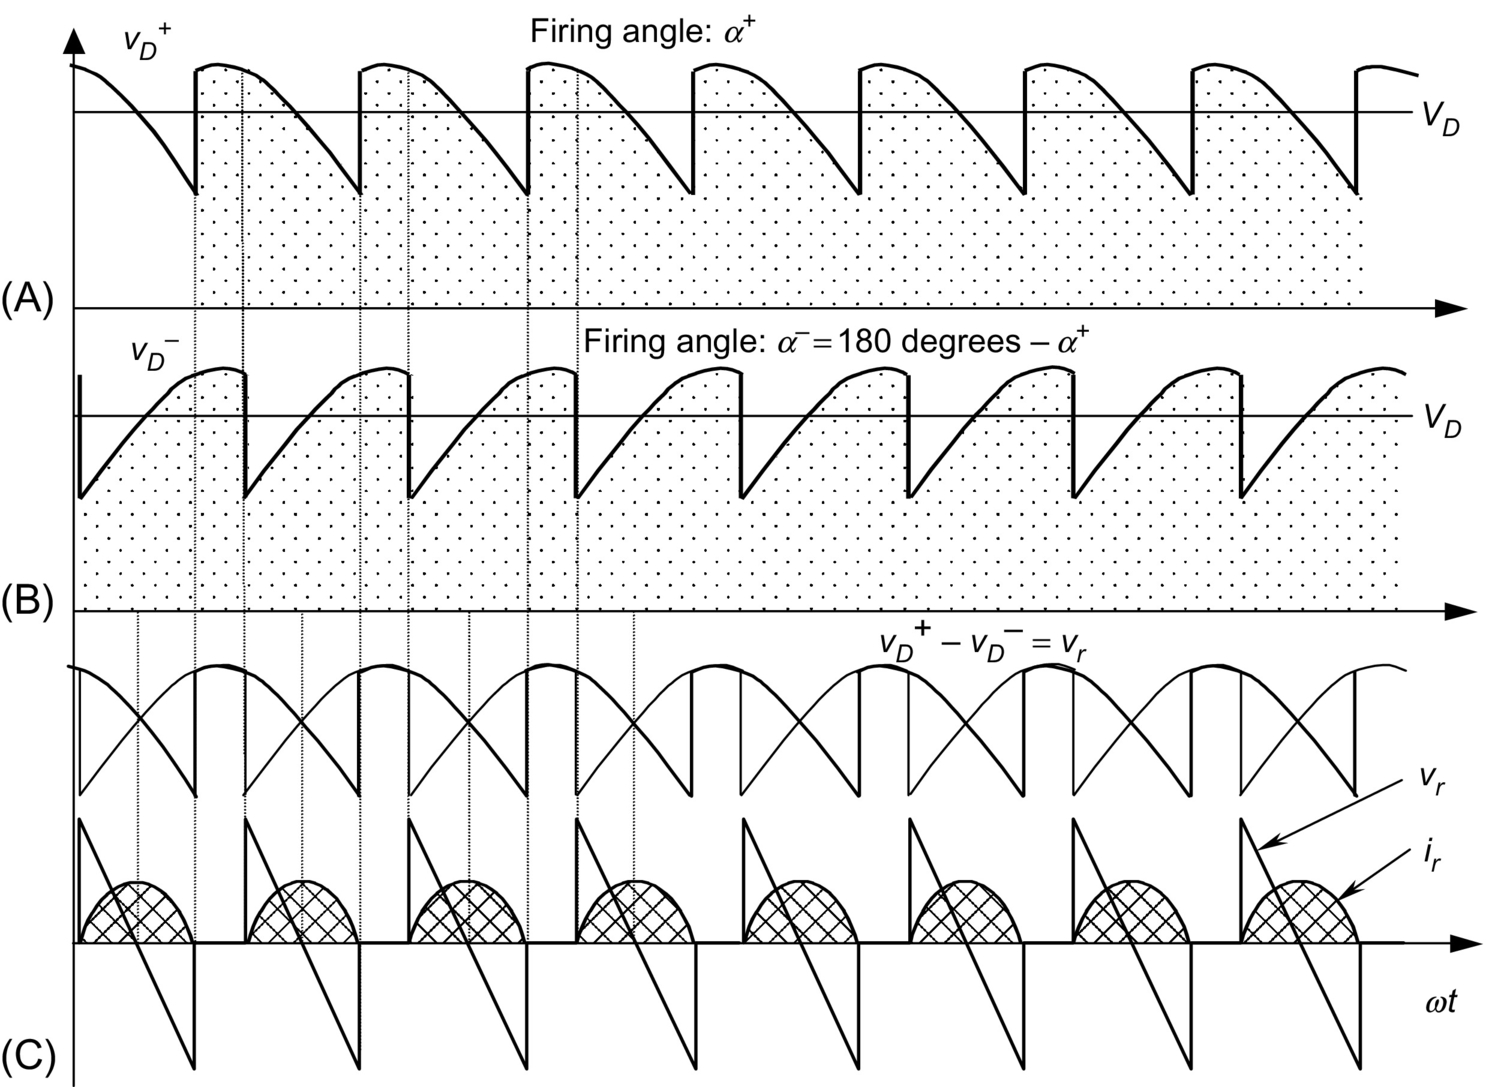 v_D^+ Firing angle: α^+
V_D
(A)
v_D^− Firing angle: α^− = 180 degrees – α^+
V_D
(B)
v_D^+ – v_D^− = v_r
v_r
i_r
ωt
(C)